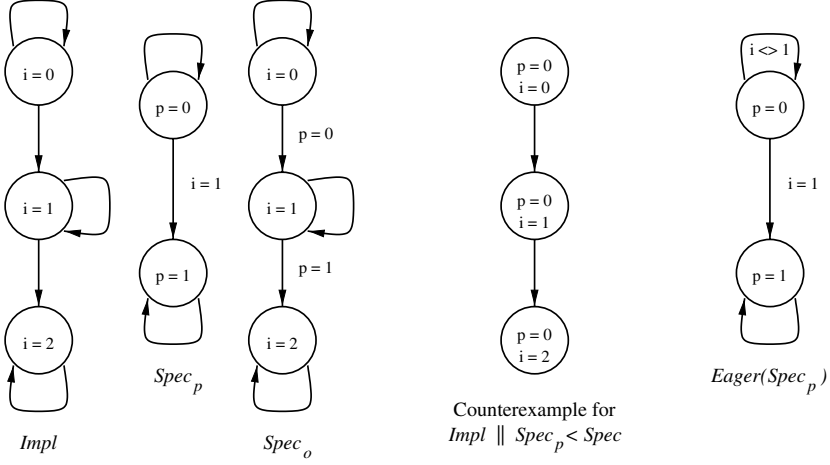 i = 0
i = 1
i = 2
Impl
p = 0
i = 1
p = 1
Spec_p
i = 0
p = 0
i = 1
p = 1
i = 2
Spec_o
p = 0
i = 0
p = 0
i = 1
p = 0
i = 2
Counterexample for
Impl || Spec_p < Spec
i <> 1
p = 0
i = 1
p = 1
Eager(Spec_p)